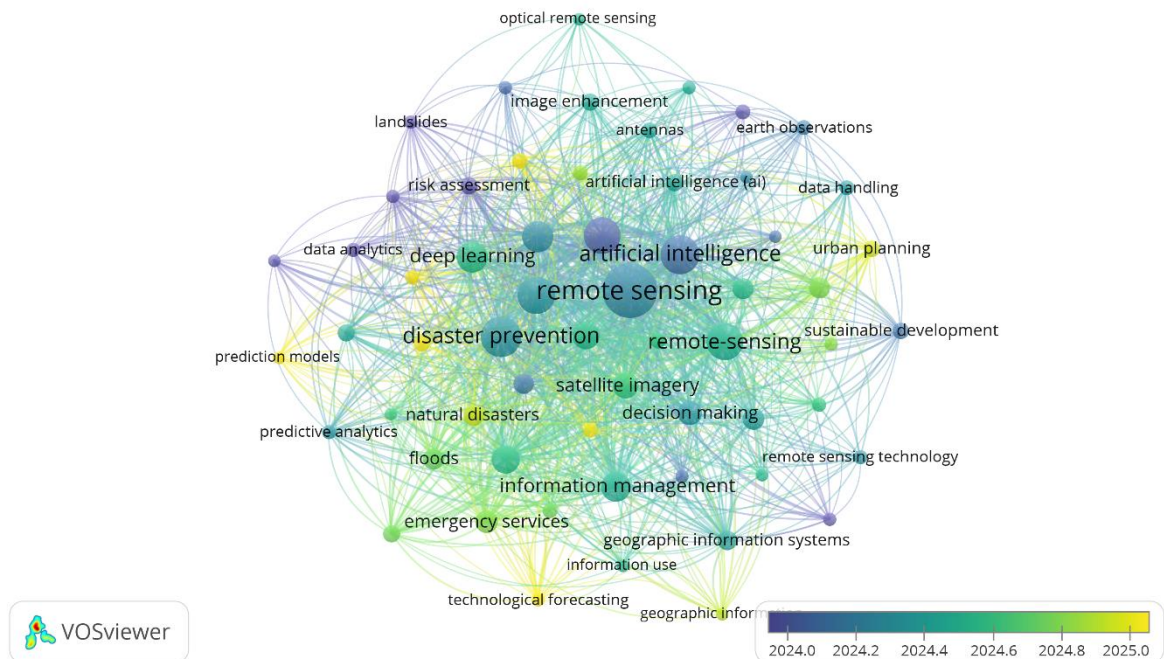 optical remote sensing
image enhancement
landslides
antennas
earth observations
risk assessment
artificial intelligence (ai)
data handling
data analytics
deep learning
artificial intelligence
urban planning
remote sensing
disaster prevention
remote-sensing
sustainable development
prediction models
satellite imagery
natural disasters
decision making
predictive analytics
floods
remote sensing technology
information management
emergency services
geographic information systems
information use
technological forecasting
geographic
VOSviewer
2024.0 2024.2 2024.4 2024.6 2024.8 2025.0